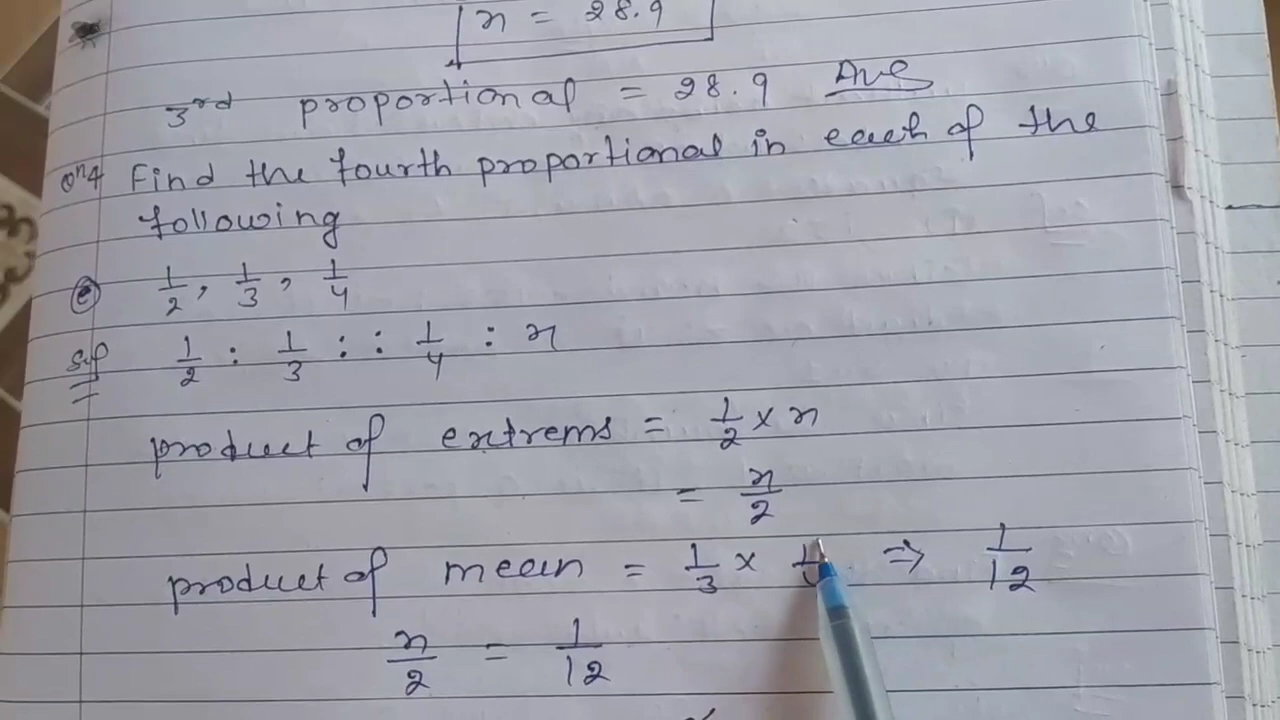 x = 28.9
3rd proportional = 28.9 Ans
Qn4 Find the fourth proportional in each of the
following
(e) 1/2, 1/3, 1/4
Sol 1/2 : 1/3 : : 1/4 : x
product of extrems = 1/2 × x
= x/2
product of mean = 1/3 × 1/4 ⇒ 1/12
x/2 = 1/12